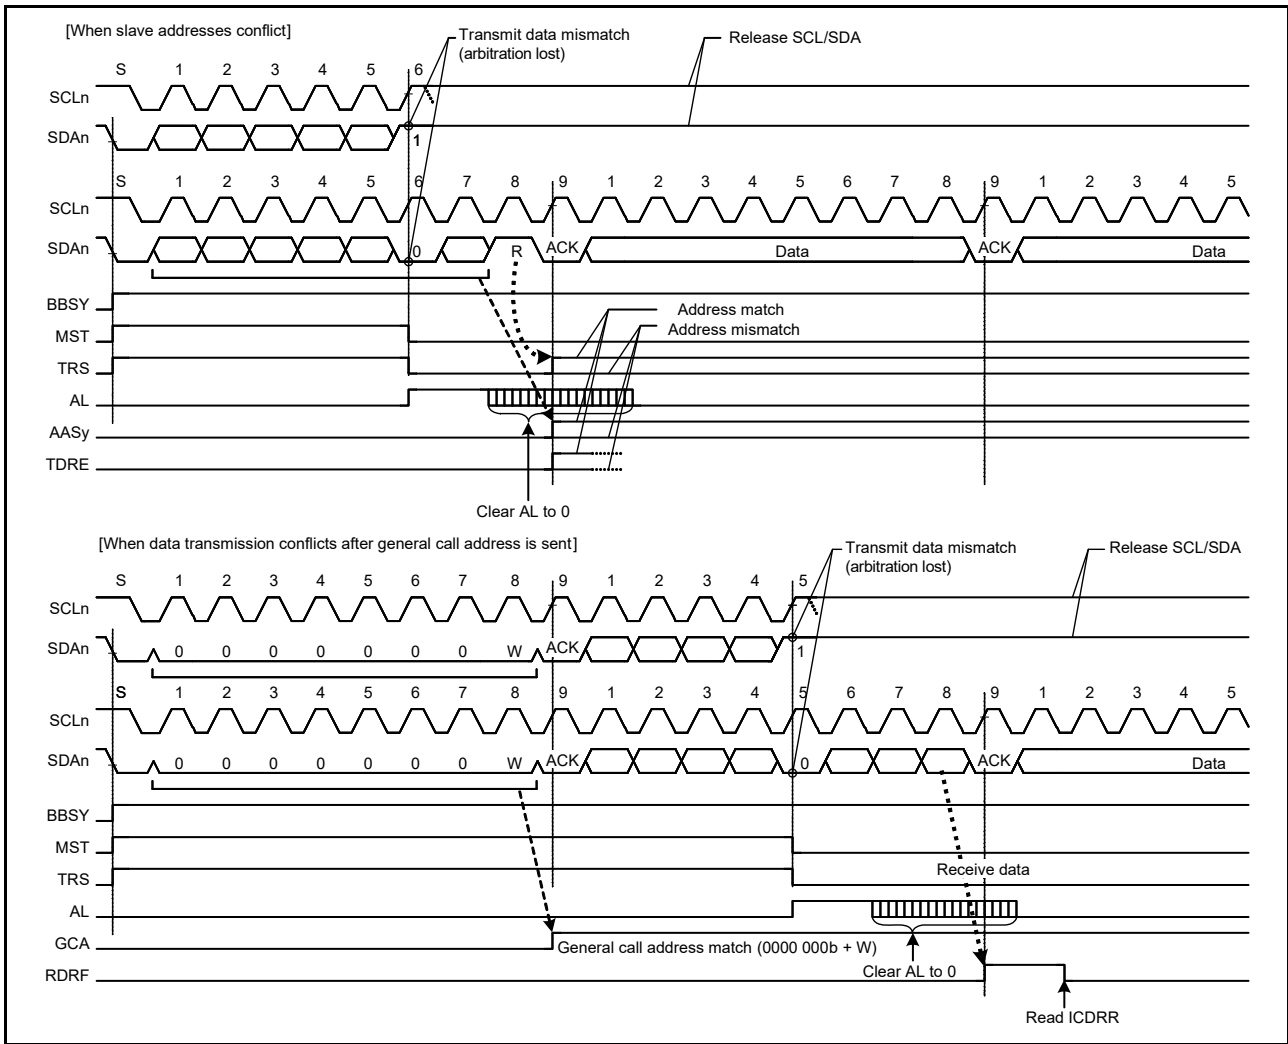 [When slave addresses conflict]
Transmit data mismatch
(arbitration lost)
Release SCL/SDA
S 1 2 3 4 5 6
SCLn
SDAn
1
S 1 2 3 4 5 6 7 8 9 1 2 3 4 5 6 7 8 9 1 2 3 4 5
SCLn
SDAn 0 R ACK Data ACK Data
BBSY
Address match
MST
Address mismatch
TRS
AL
AASy
TDRE
Clear AL to 0
[When data transmission conflicts after general call address is sent]
Transmit data mismatch
(arbitration lost)
Release SCL/SDA
S 1 2 3 4 5 6 7 8 9 1 2 3 4 5
SCLn
SDAn 0 0 0 0 0 0 0 W ACK 1
S 1 2 3 4 5 6 7 8 9 1 2 3 4 5 6 7 8 9 1 2 3 4 5
SCLn
SDAn 0 0 0 0 0 0 0 W ACK 0 ACK Data
BBSY
MST
TRS
Receive data
AL
GCA
General call address match (0000 000b + W)
Clear AL to 0
RDRF
Read ICDRR